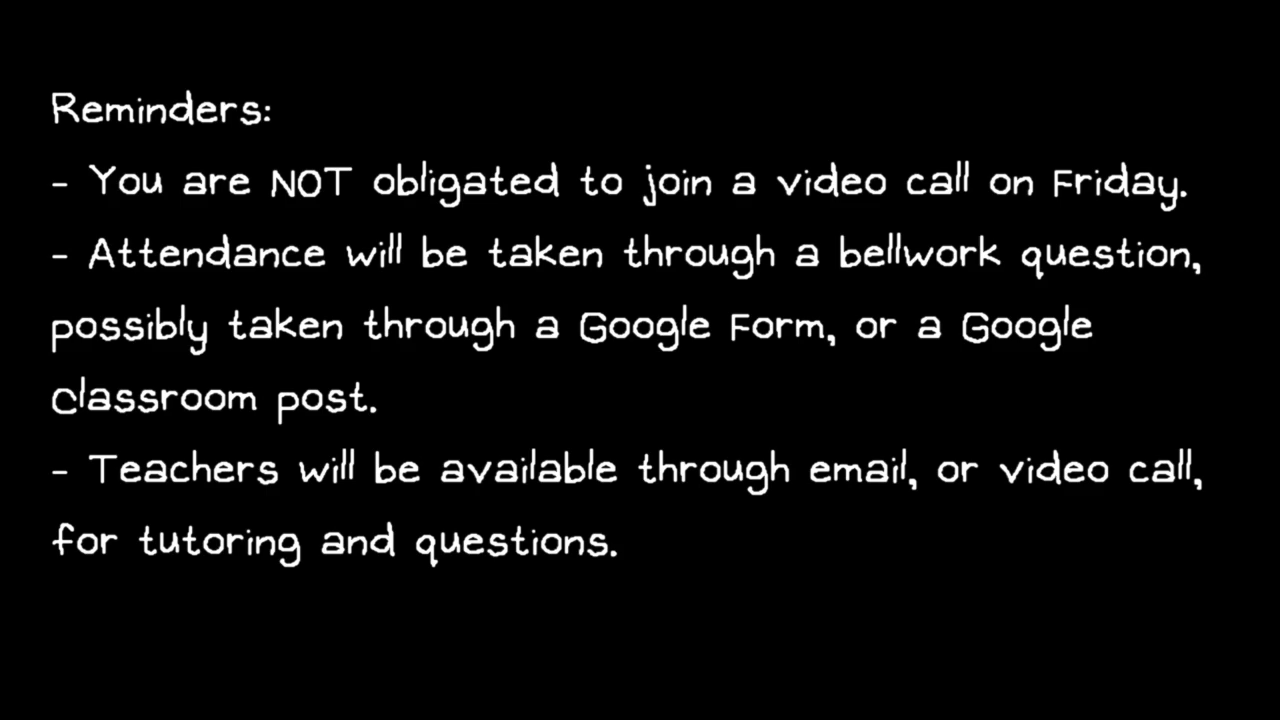 Reminders:
- You are NOT obligated to join a video call on Friday.
- Attendance will be taken through a bellwork question,
possibly taken through a Google Form, or a Google
Classroom post.
- Teachers will be available through email, or video call,
for tutoring and questions.